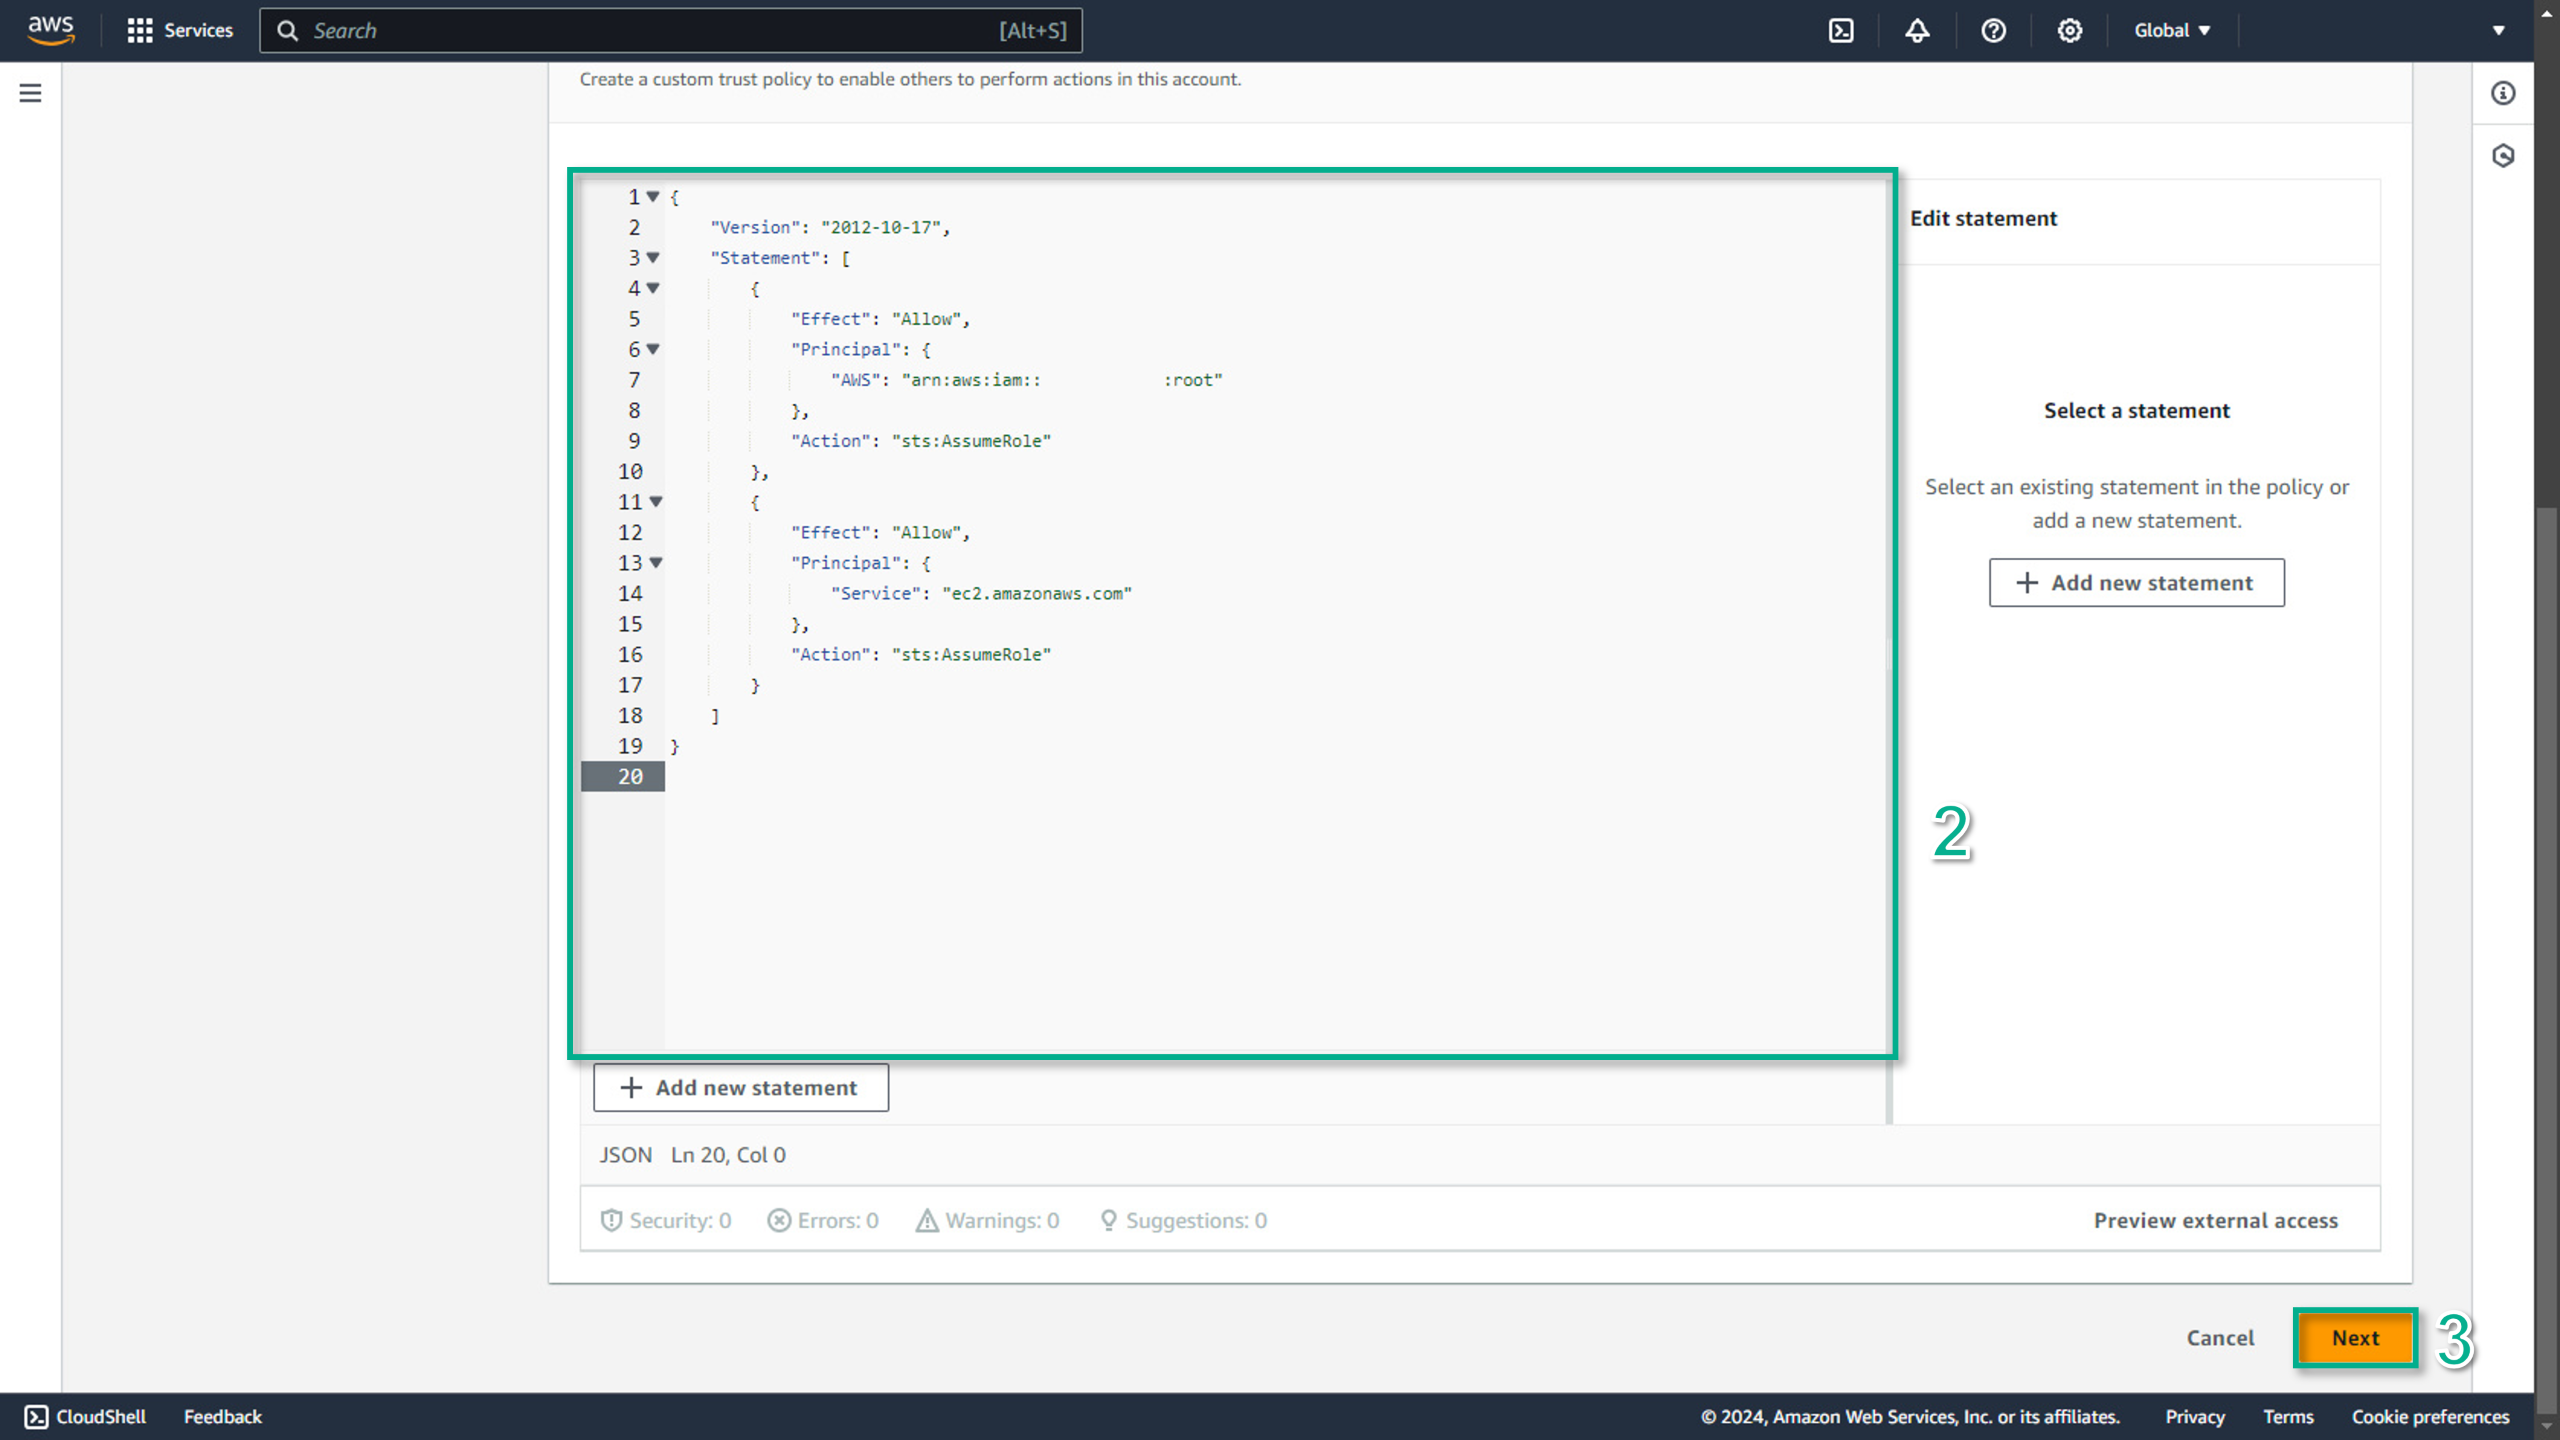 aws Services Search [Alt+S] Global
Create a custom trust policy to enable others to perform actions in this account.
1 {
2 "Version": "2012-10-17",
3 "Statement": [
4 {
5 "Effect": "Allow",
6 "Principal": {
7 "AWS": "arn:aws:iam:: :root"
8 },
9 "Action": "sts:AssumeRole"
10 },
11 {
12 "Effect": "Allow",
13 "Principal": {
14 "Service": "ec2.amazonaws.com"
15 },
16 "Action": "sts:AssumeRole"
17 }
18 ]
19 }
20
Edit statement
Select a statement
Select an existing statement in the policy or
add a new statement.
+ Add new statement
2
+ Add new statement
JSON Ln 20, Col 0
Security: 0 Errors: 0 Warnings: 0 Suggestions: 0 Preview external access
Cancel Next 3
CloudShell Feedback © 2024, Amazon Web Services, Inc. or its affiliates. Privacy Terms Cookie preferences